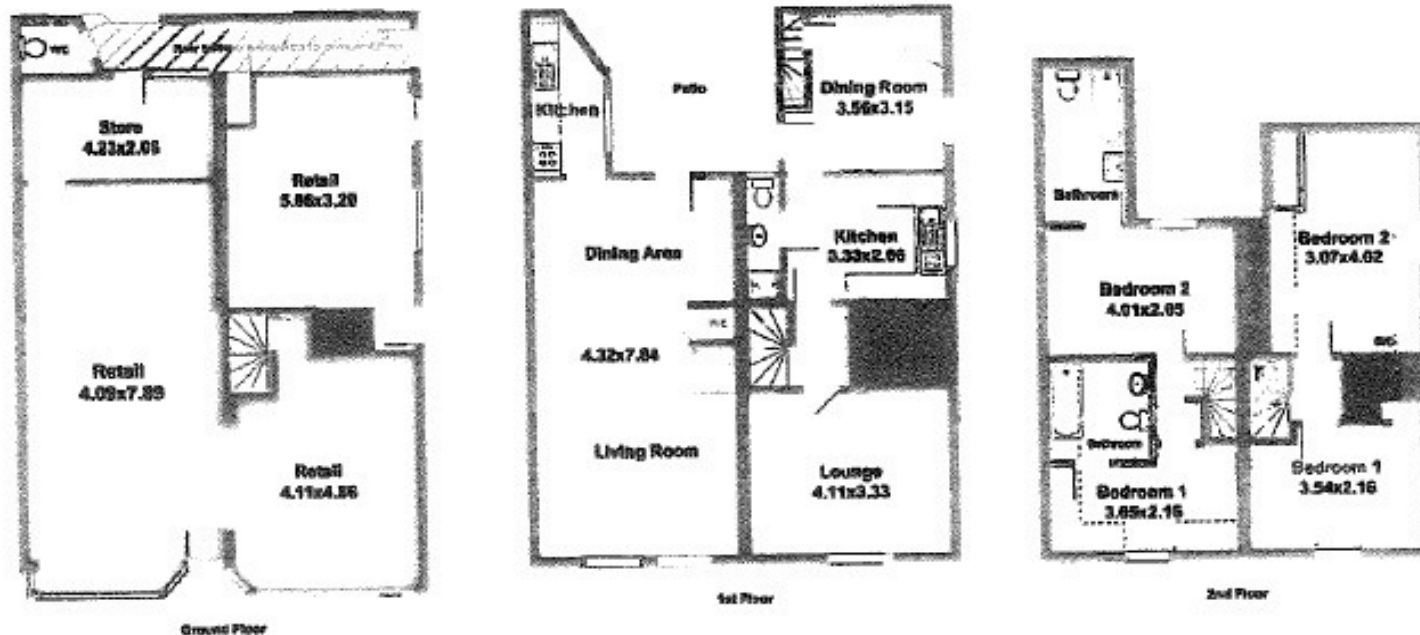 WC
Store
4.23x2.06
Retail
5.86x3.20
Retail
4.09x7.89
Retail
4.11x4.86
Ground Floor
Kitchen
Patio
Dining Room
3.56x3.15
Dining Area
Kitchen
3.33x2.06
WC
4.32x7.84
Living Room
Lounge
4.11x3.33
1st Floor
Bathroom
Bedroom 2
4.01x2.05
Bedroom 2
3.07x4.02
Bathroom
Bedroom 1
3.65x2.16
Bedroom 1
3.54x2.16
2nd Floor